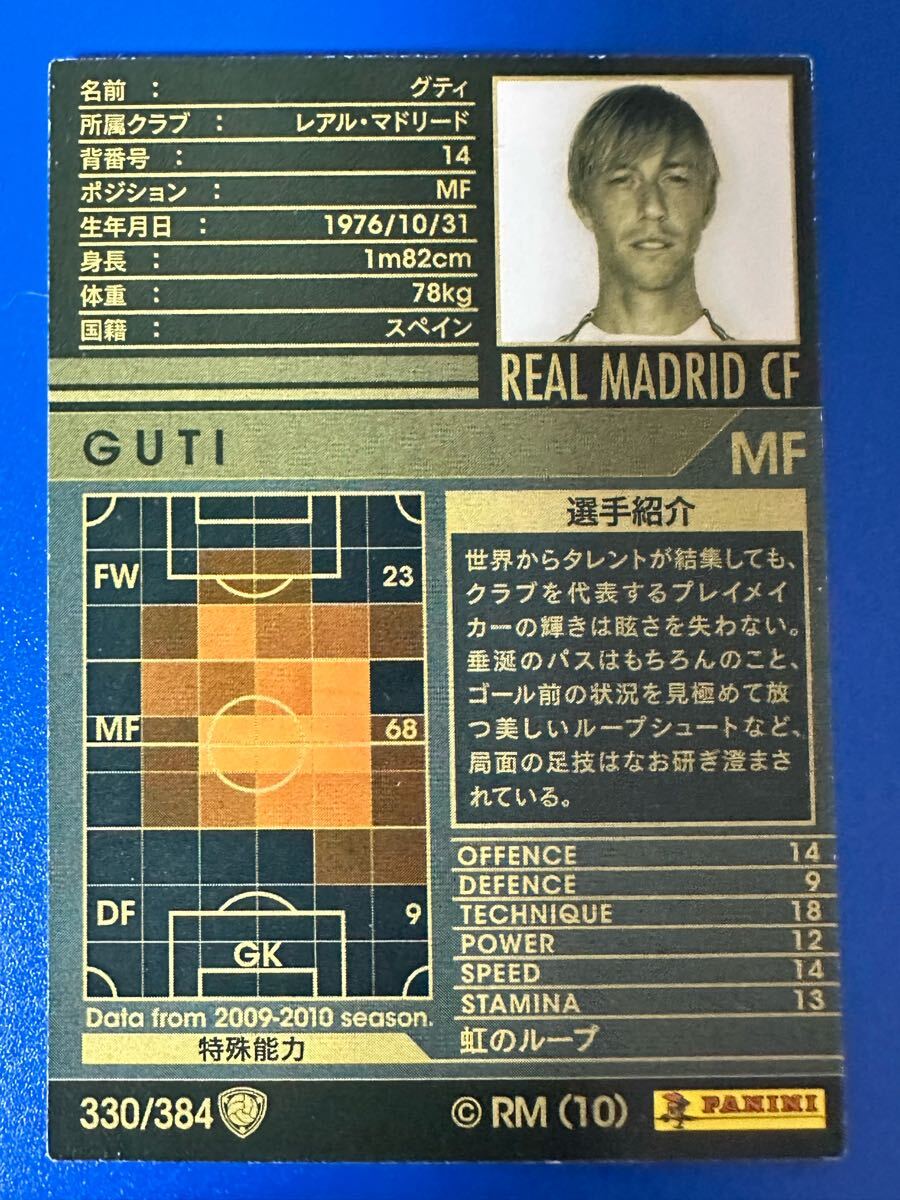 名前 : グティ
所属クラブ : レアル・マドリード
背番号 : 14
ポジション : MF
生年月日 : 1976/10/31
身長 : 1m82cm
体重 : 78kg
国籍 : スペイン
REAL MADRID CF
GUTI MF
FW 23
MF 68
DF 9
GK
Data from 2009-2010 season.
選手紹介
世界からタレントが結集しても、
クラブを代表するプレイメイ
カーの輝きは眩さを失わない。
垂涎のパスはもちろんのこと、
ゴール前の状況を見極めて放
つ美しいループシュートなど、
局面の足技はなお研ぎ澄まさ
れている。
OFFENCE 14
DEFENCE 9
TECHNIQUE 18
POWER 12
SPEED 14
STAMINA 13
特殊能力 虹のループ
330/384 © RM (10) PANINI